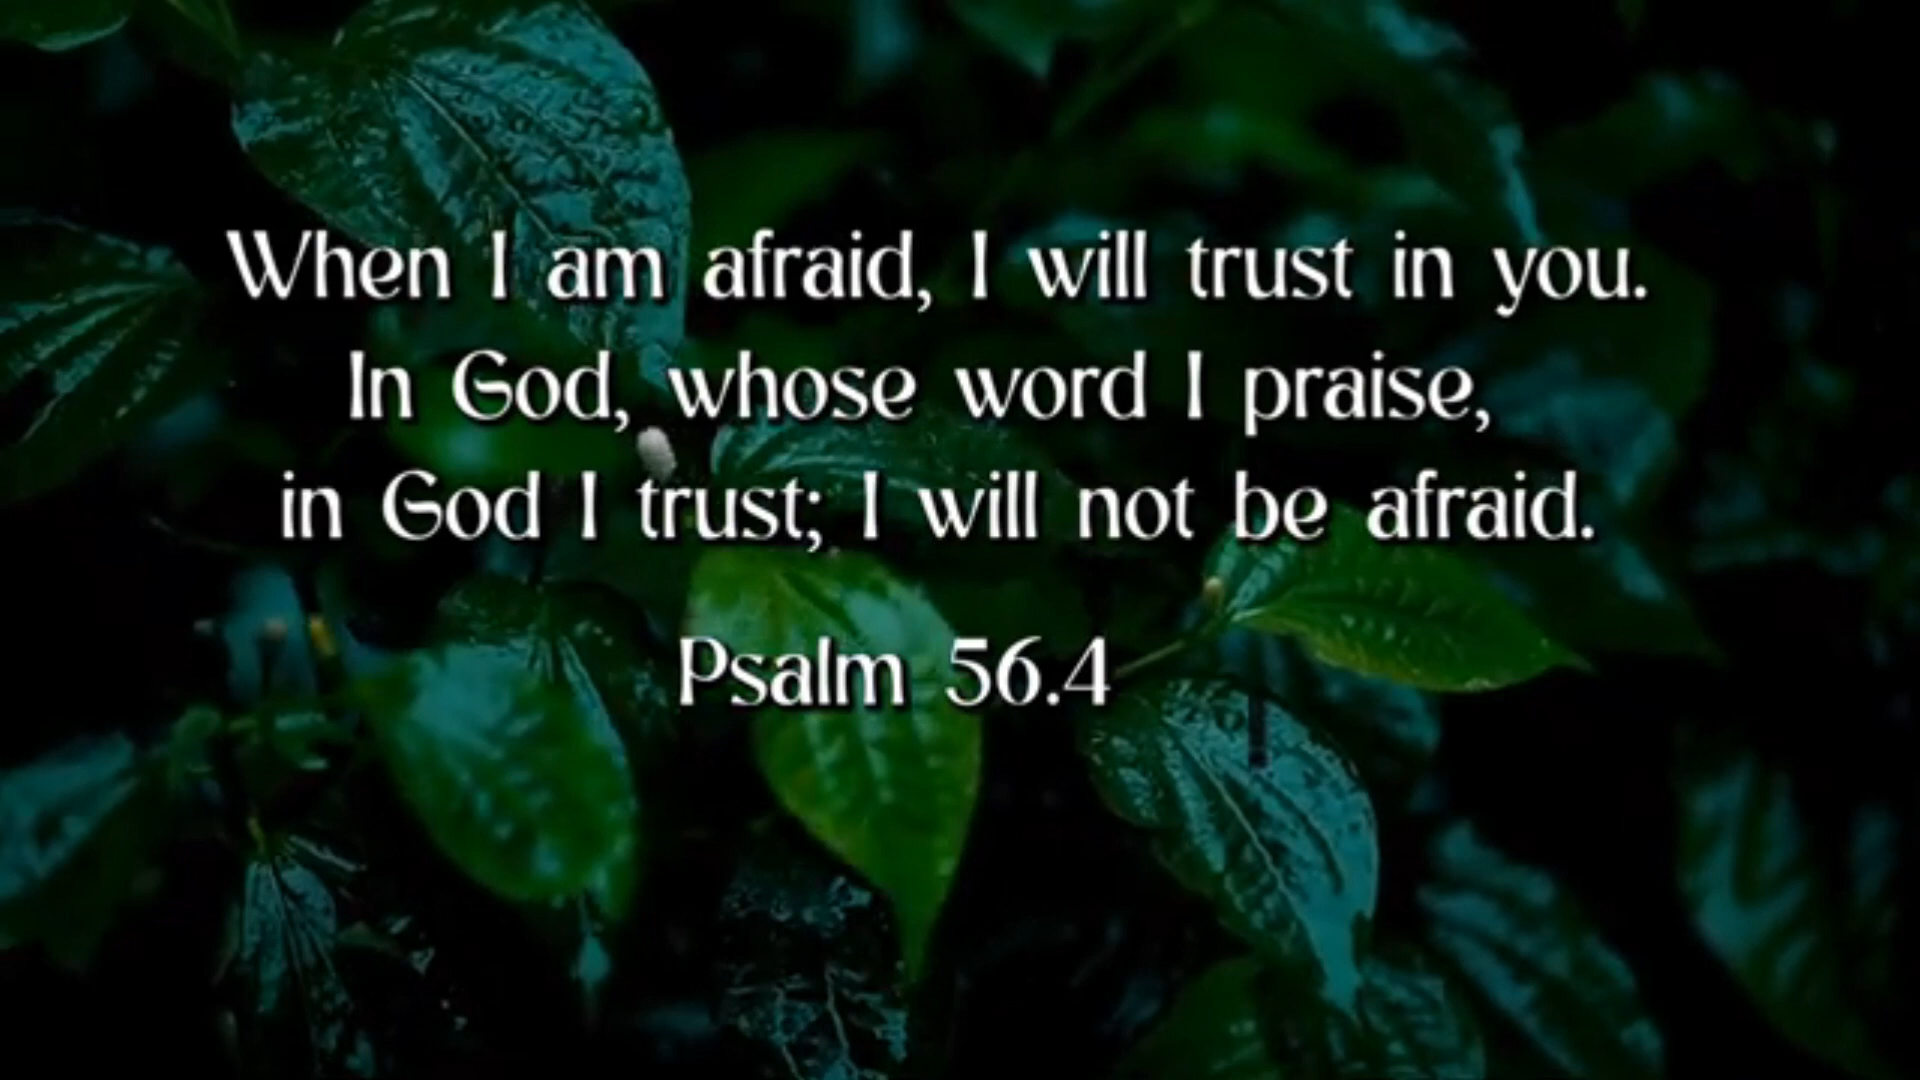 When I am afraid, I will trust in you.
In God, whose word I praise,
in God I trust; I will not be afraid.
Psalm 56.4